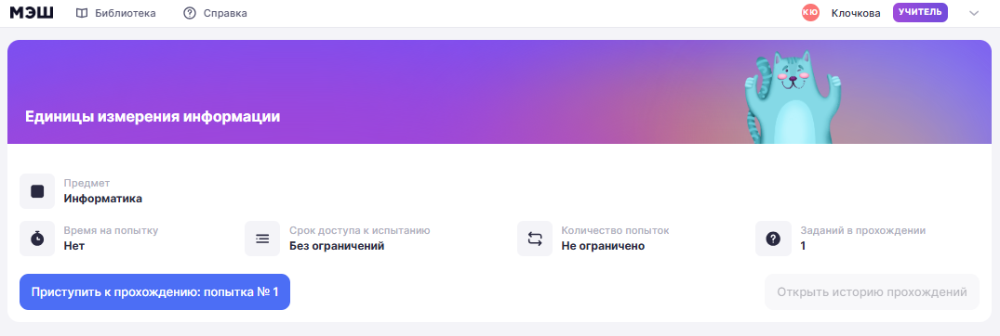 МЭШ Библиотека Справка КЮ Клочкова УЧИТЕЛЬ
Единицы измерения информации
Предмет
Информатика
Время на попытку
Нет
Срок доступа к испытанию
Без ограничений
Количество попыток
Не ограничено
Заданий в прохождении
1
Приступить к прохождению: попытка № 1
Открыть историю прохождений